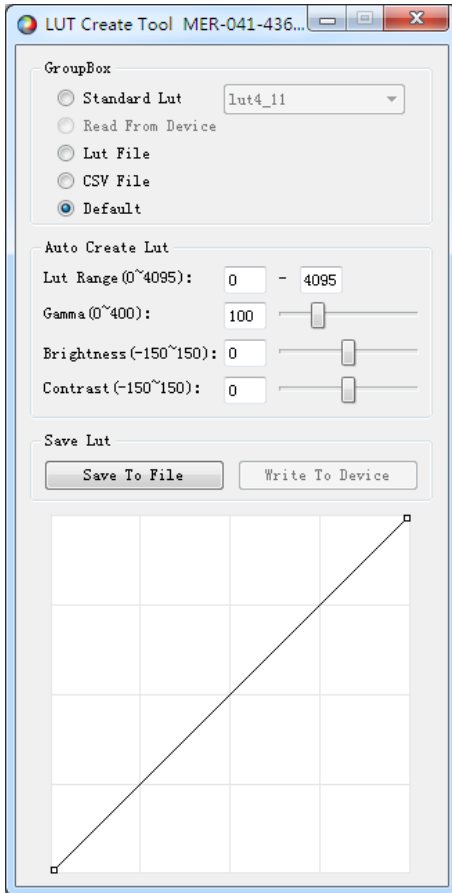 LUT Create Tool MER-041-436...
GroupBox
Standard Lut lut4_11
Read From Device
Lut File
CSV File
Default
Auto Create Lut
Lut Range(0~4095): 0 - 4095
Gamma(0~400): 100
Brightness(-150~150): 0
Contrast(-150~150): 0
Save Lut
Save To File Write To Device